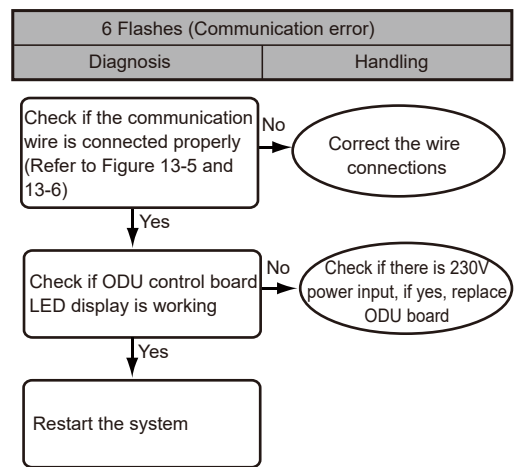 6 Flashes (Communication error)
Diagnosis
Handling
Check if the communication
wire is connected properly
(Refer to Figure 13-5 and
13-6)
No
Correct the wire
connections
Yes
Check if ODU control board
LED display is working
No
Check if there is 230V
power input, if yes, replace
ODU board
Yes
Restart the system